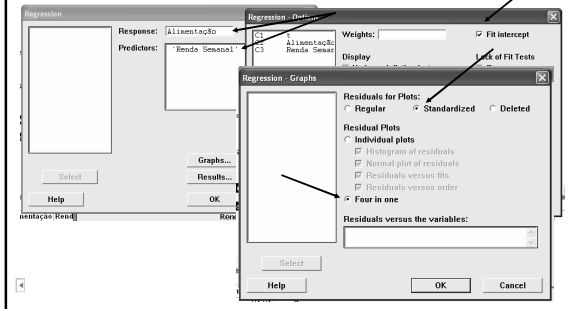 Regression
Response:
Alimentação
Predictors:
'Renda Semanal'
Graphs...
Select
Results...
Help
OK
mentação Rend
Regression - Options
C1
t
Alimentaçãc
C3
Renda Semar
Weights:
Fit intercept
Display
Lack of Fit Tests
Regression - Graphs
Residuals for Plots:
Regular
Standardized
Deleted
Residual Plots
Individual plots
Histogram of residuals
Normal plot of residuals
Residuals versus fits
Residuals versus order
Four in one
Residuals versus the variables:
Select
Help
OK
Cancel